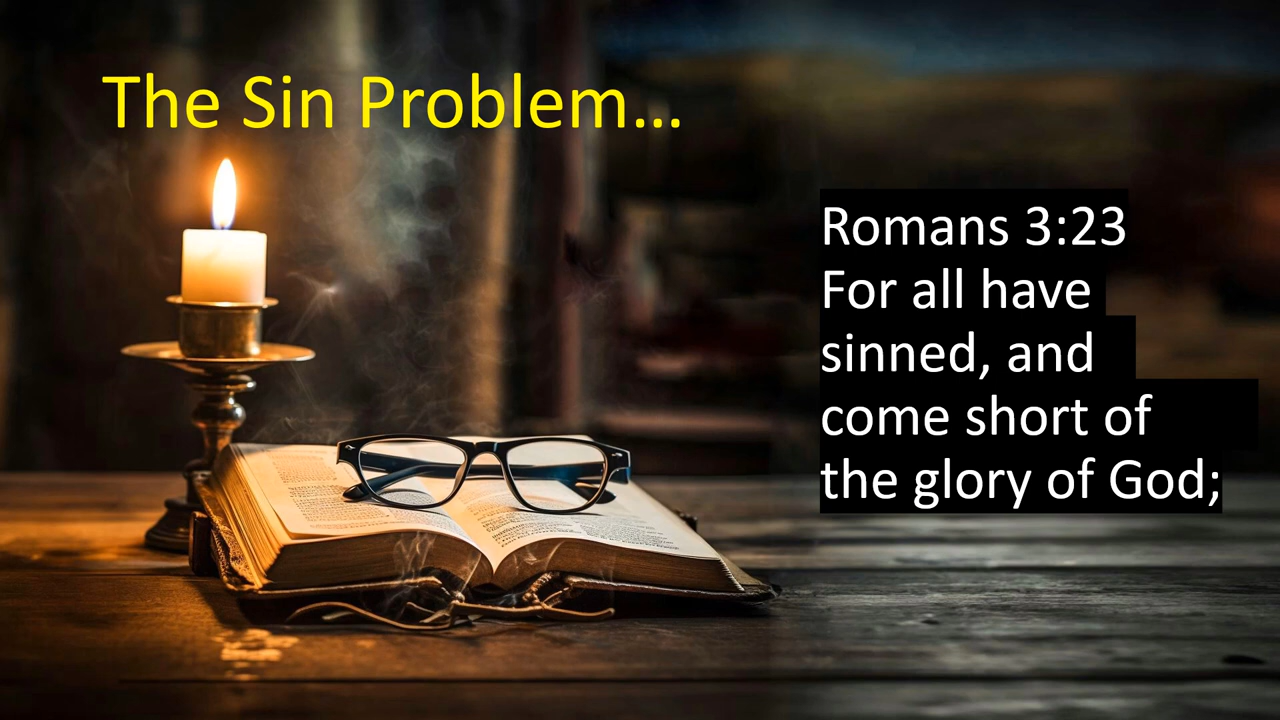 The Sin Problem…
Romans 3:23
For all have
sinned, and
come short of
the glory of God;